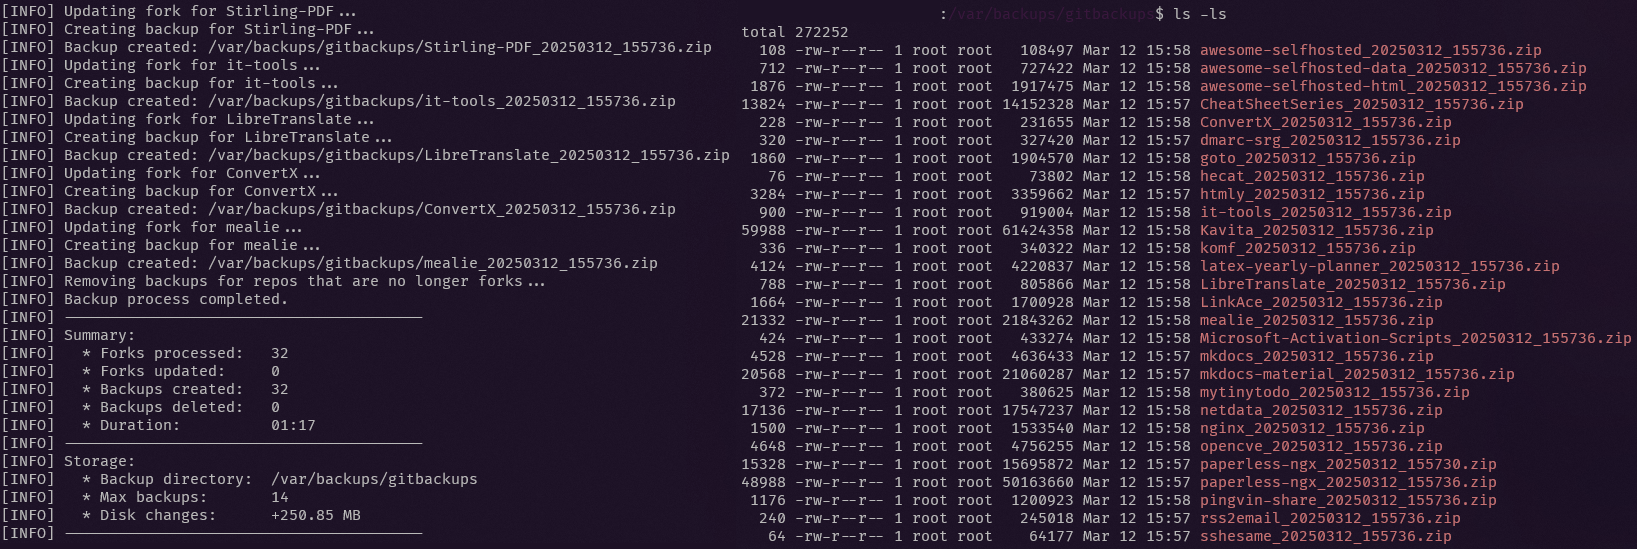 [INFO] Updating fork for Stirling-PDF...
[INFO] Creating backup for Stirling-PDF...
[INFO] Backup created: /var/backups/gitbackups/Stirling-PDF_20250312_155736.zip
[INFO] Updating fork for it-tools...
[INFO] Creating backup for it-tools...
[INFO] Backup created: /var/backups/gitbackups/it-tools_20250312_155736.zip
[INFO] Updating fork for LibreTranslate...
[INFO] Creating backup for LibreTranslate...
[INFO] Backup created: /var/backups/gitbackups/LibreTranslate_20250312_155736.zip
[INFO] Updating fork for ConvertX...
[INFO] Creating backup for ConvertX...
[INFO] Backup created: /var/backups/gitbackups/ConvertX_20250312_155736.zip
[INFO] Updating fork for mealie...
[INFO] Creating backup for mealie...
[INFO] Backup created: /var/backups/gitbackups/mealie_20250312_155736.zip
[INFO] Removing backups for repos that are no longer forks...
[INFO] Backup process completed.
[INFO]
[INFO] Summary:
[INFO] * Forks processed: 32
[INFO] * Forks updated: 0
[INFO] * Backups created: 32
[INFO] * Backups deleted: 0
[INFO] * Duration: 01:17
[INFO]
[INFO] Storage:
[INFO] * Backup directory: /var/backups/gitbackups
[INFO] * Max backups: 14
[INFO] * Disk changes: +250.85 MB
[INFO]
:/var/backups/gitbackups$ ls -ls
total 272252
108 -rw-r--r-- 1 root root 108497 Mar 12 15:58 awesome-selfhosted_20250312_155736.zip
712 -rw-r--r-- 1 root root 727422 Mar 12 15:58 awesome-selfhosted-data_20250312_155736.zip
1876 -rw-r--r-- 1 root root 1917475 Mar 12 15:58 awesome-selfhosted-html_20250312_155736.zip
13824 -rw-r--r-- 1 root root 14152328 Mar 12 15:57 CheatSheetSeries_20250312_155736.zip
228 -rw-r--r-- 1 root root 231655 Mar 12 15:58 ConvertX_20250312_155736.zip
320 -rw-r--r-- 1 root root 327420 Mar 12 15:57 dmarc-srg_20250312_155736.zip
1860 -rw-r--r-- 1 root root 1904570 Mar 12 15:58 goto_20250312_155736.zip
76 -rw-r--r-- 1 root root 73802 Mar 12 15:58 hecat_20250312_155736.zip
3284 -rw-r--r-- 1 root root 3359662 Mar 12 15:57 htmly_20250312_155736.zip
900 -rw-r--r-- 1 root root 919004 Mar 12 15:58 it-tools_20250312_155736.zip
59988 -rw-r--r-- 1 root root 61424358 Mar 12 15:58 Kavita_20250312_155736.zip
336 -rw-r--r-- 1 root root 340322 Mar 12 15:58 komf_20250312_155736.zip
4124 -rw-r--r-- 1 root root 4220837 Mar 12 15:58 latex-yearly-planner_20250312_155736.zip
788 -rw-r--r-- 1 root root 805866 Mar 12 15:58 LibreTranslate_20250312_155736.zip
1664 -rw-r--r-- 1 root root 1700928 Mar 12 15:58 LinkAce_20250312_155736.zip
21332 -rw-r--r-- 1 root root 21843262 Mar 12 15:58 mealie_20250312_155736.zip
424 -rw-r--r-- 1 root root 433274 Mar 12 15:58 Microsoft-Activation-Scripts_20250312_155736.zip
4528 -rw-r--r-- 1 root root 4636433 Mar 12 15:57 mkdocs_20250312_155736.zip
20568 -rw-r--r-- 1 root root 21060287 Mar 12 15:57 mkdocs-material_20250312_155736.zip
372 -rw-r--r-- 1 root root 380625 Mar 12 15:58 mytinytodo_20250312_155736.zip
17136 -rw-r--r-- 1 root root 17547237 Mar 12 15:58 netdata_20250312_155736.zip
1500 -rw-r--r-- 1 root root 1533540 Mar 12 15:58 nginx_20250312_155736.zip
4648 -rw-r--r-- 1 root root 4756255 Mar 12 15:58 opencve_20250312_155736.zip
15328 -rw-r--r-- 1 root root 15695872 Mar 12 15:57 paperless-ngx_20250312_155730.zip
48988 -rw-r--r-- 1 root root 50163660 Mar 12 15:57 paperless-ngx_20250312_155736.zip
1176 -rw-r--r-- 1 root root 1200923 Mar 12 15:58 pingvin-share_20250312_155736.zip
240 -rw-r--r-- 1 root root 245018 Mar 12 15:57 rss2email_20250312_155736.zip
64 -rw-r--r-- 1 root root 64177 Mar 12 15:57 sshesame_20250312_155736.zip